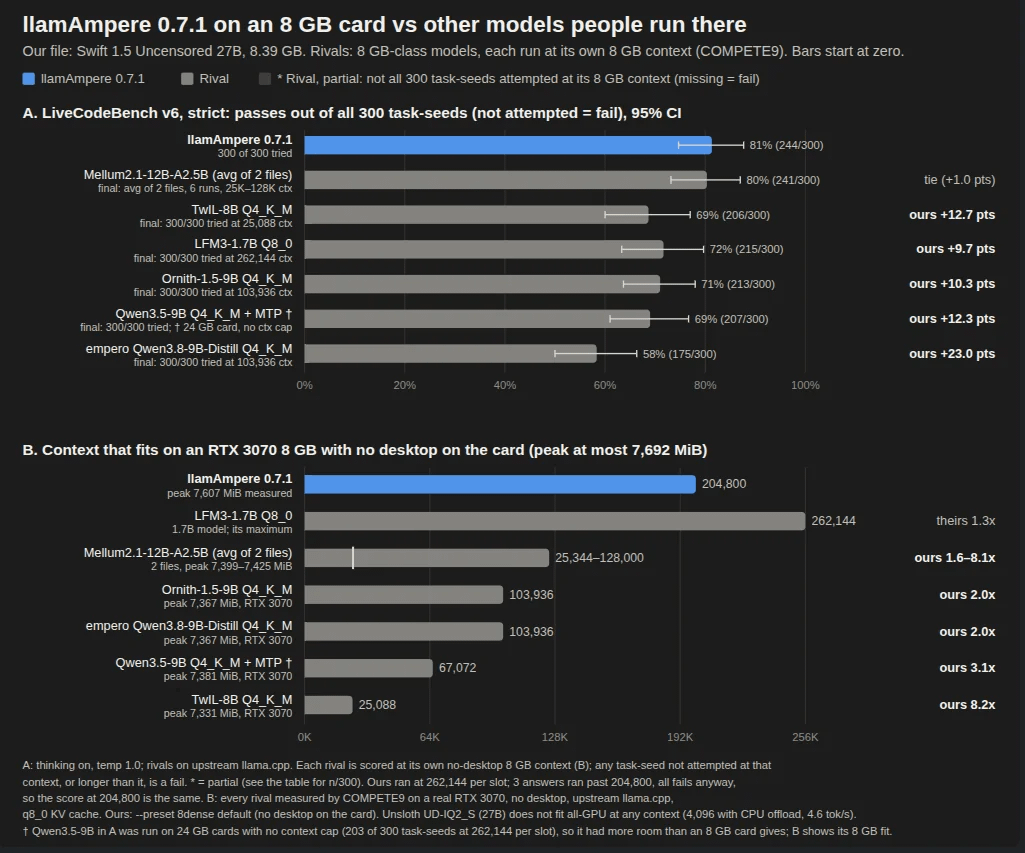 llamAmpere 0.7.1 on an 8 GB card vs other models people run there
Our file: Swift 1.5 Uncensored 27B, 8.39 GB. Rivals: 8 GB-class models, each run at its own 8 GB context (COMPETE9). Bars start at zero.
llamAmpere 0.7.1 Rival * Rival, partial: not all 300 task-seeds attempted at its 8 GB context (missing = fail)
A. LiveCodeBench v6, strict: passes out of all 300 task-seeds (not attempted = fail), 95% CI
llamAmpere 0.7.1
300 of 300 tried
81% (244/300)
Mellum2.1-12B-A2.5B (avg of 2 files)
final: avg of 2 files, 6 runs, 25K–128K ctx
80% (241/300)
tie (+1.0 pts)
TwIL-8B Q4_K_M
final: 300/300 tried at 25,088 ctx
69% (206/300)
ours +12.7 pts
LFM3-1.7B Q8_0
final: 300/300 tried at 262,144 ctx
72% (215/300)
ours +9.7 pts
Ornith-1.5-9B Q4_K_M
final: 300/300 tried at 103,936 ctx
71% (213/300)
ours +10.3 pts
Qwen3.5-9B Q4_K_M + MTP †
final: 300/300 tried; † 24 GB card, no ctx cap
69% (207/300)
ours +12.3 pts
empero Qwen3.8-9B-Distill Q4_K_M
final: 300/300 tried at 103,936 ctx
58% (175/300)
ours +23.0 pts
0% 20% 40% 60% 80% 100%
B. Context that fits on an RTX 3070 8 GB with no desktop on the card (peak at most 7,692 MiB)
llamAmpere 0.7.1
peak 7,607 MiB measured
204,800
LFM3-1.7B Q8_0
1.7B model; its maximum
262,144
theirs 1.3x
Mellum2.1-12B-A2.5B (avg of 2 files)
2 files, peak 7,399–7,425 MiB
25,344–128,000
ours 1.6–8.1x
Ornith-1.5-9B Q4_K_M
peak 7,367 MiB, RTX 3070
103,936
ours 2.0x
empero Qwen3.8-9B-Distill Q4_K_M
peak 7,367 MiB, RTX 3070
103,936
ours 2.0x
Qwen3.5-9B Q4_K_M + MTP †
peak 7,381 MiB, RTX 3070
67,072
ours 3.1x
TwIL-8B Q4_K_M
peak 7,331 MiB, RTX 3070
25,088
ours 8.2x
0K 64K 128K 192K 256K
A: thinking on, temp 1.0; rivals on upstream llama.cpp. Each rival is scored at its own no-desktop 8 GB context (B); any task-seed not attempted at that
context, or longer than it, is a fail. * = partial (see the table for n/300). Ours ran at 262,144 per slot; 3 answers ran past 204,800, all fails anyway,
so the score at 204,800 is the same. B: every rival measured by COMPETE9 on a real RTX 3070, no desktop, upstream llama.cpp,
q8_0 KV cache. Ours: --preset 8dense default (no desktop on the card). Unsloth UD-IQ2_S (27B) does not fit all-GPU at any context (4,096 with CPU offload, 4.6 tok/s).
† Qwen3.5-9B in A was run on 24 GB cards with no context cap (203 of 300 task-seeds at 262,144 per slot), so it had more room than an 8 GB card gives; B shows its 8 GB fit.